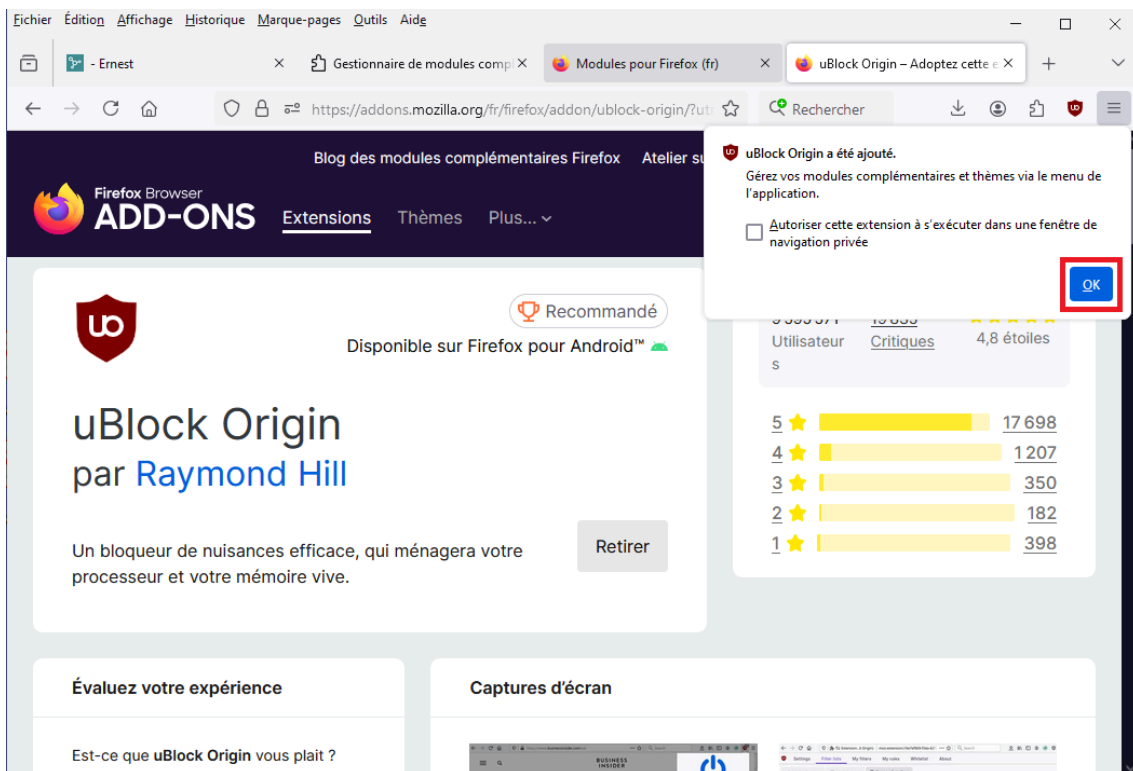 Fichier Édition Affichage Historique Marque-pages Outils Aide
- Ernest
Gestionnaire de modules comp
Modules pour Firefox (fr)
uBlock Origin – Adoptez cette e
https://addons.mozilla.org/fr/firefox/addon/ublock-origin/?ut
Rechercher
Blog des modules complémentaires Firefox Atelier su
Firefox Browser
ADD-ONS
Extensions Thèmes Plus...
uBlock Origin a été ajouté.
Gérez vos modules complémentaires et thèmes via le menu de
l'application.
Autoriser cette extension à s'exécuter dans une fenêtre de
navigation privée
OK
Recommandé
Disponible sur Firefox pour Android™
uBlock Origin
par Raymond Hill
Un bloqueur de nuisances efficace, qui ménagera votre
processeur et votre mémoire vive.
Retirer
Utilisateur
s
Critiques
4,8 étoiles
5 17 698
4 1 207
3 350
2 182
1 398
Évaluez votre expérience
Est-ce que uBlock Origin vous plait ?
Captures d'écran
BUSINESS
INSIDER